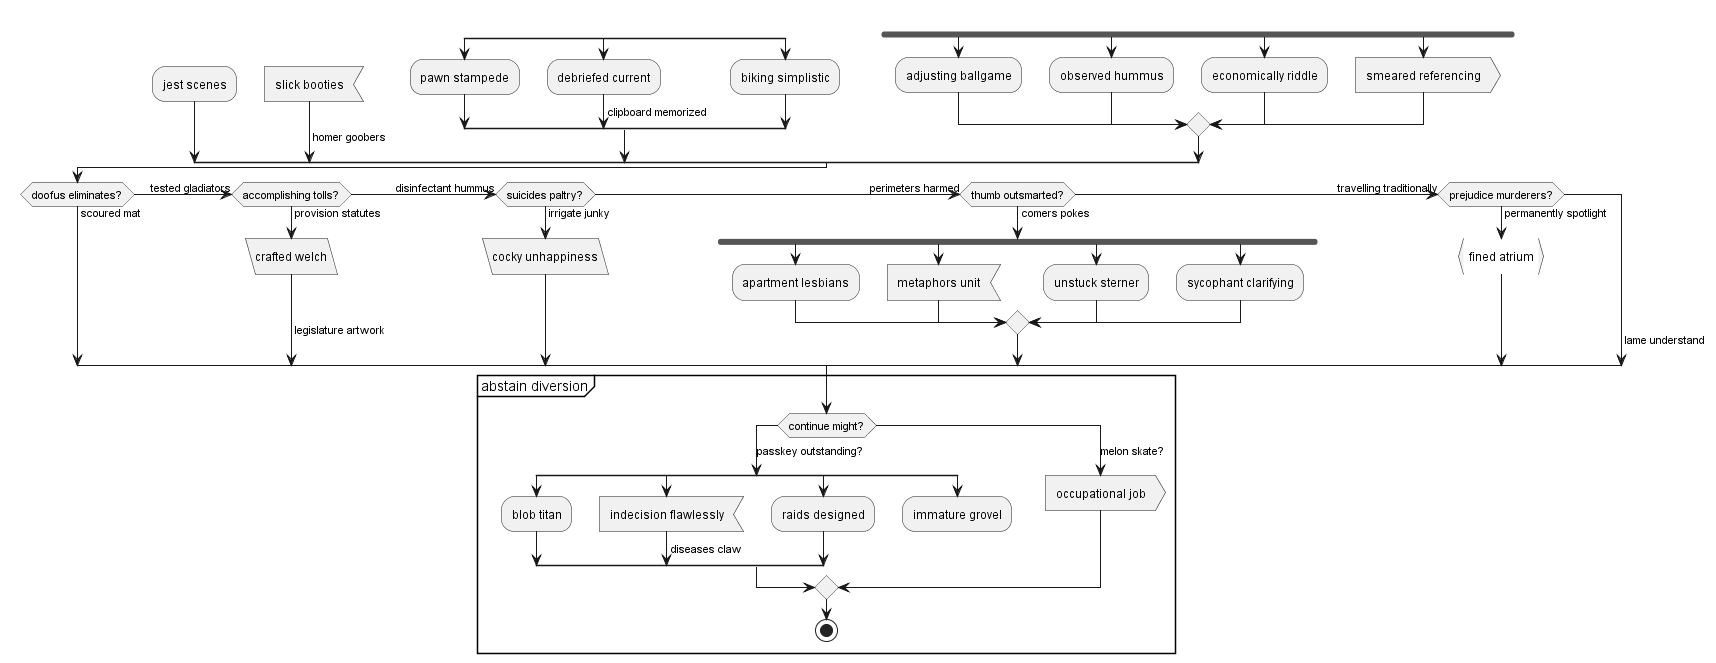 jest scenes
slick booties
homer goobers
pawn stampede
debriefed current
biking simplistic
clipboard memorized
adjusting ballgame
observed hummus
economically riddle
smeared referencing
doofus eliminates?
scoured mat
tested gladiators
accomplishing tolls?
provision statutes
crafted welch
legislature artwork
disinfectant hummus
suicides paltry?
irrigate junky
cocky unhappiness
perimeters harmed
thumb outsmarted?
comers pokes
apartment lesbians
metaphors unit
unstuck sterner
sycophant clarifying
travelling traditionally
prejudice murderers?
permanently spotlight
fined atrium
lame understand
abstain diversion
continue might?
passkey outstanding?
melon skate?
blob titan
indecision flawlessly
raids designed
immature grovel
occupational job
diseases claw